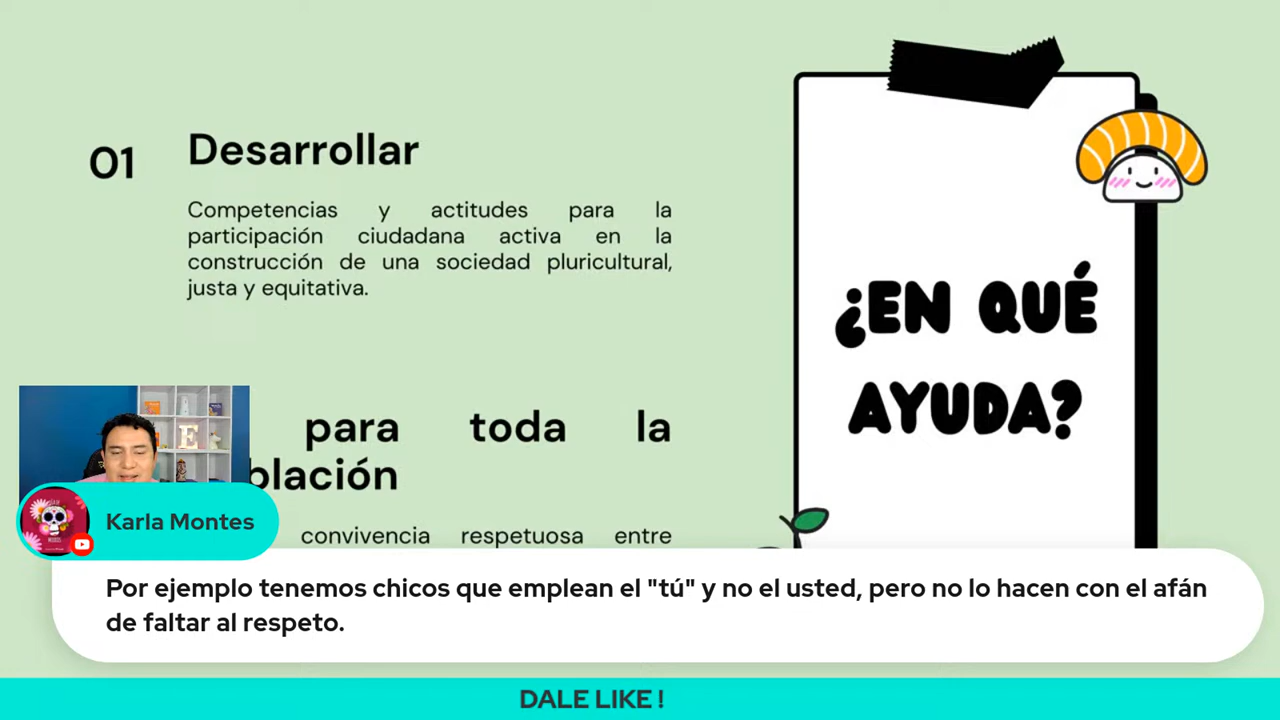 01
Desarrollar
Competencias y actitudes para la
participación ciudadana activa en la
construcción de una sociedad pluricultural,
justa y equitativa.
para toda la
blación
convivencia respetuosa entre
¿EN QUÉ
AYUDA?
E
Karla Montes
Por ejemplo tenemos chicos que emplean el "tú" y no el usted, pero no lo hacen con el afán
de faltar al respeto.
DALE LIKE !